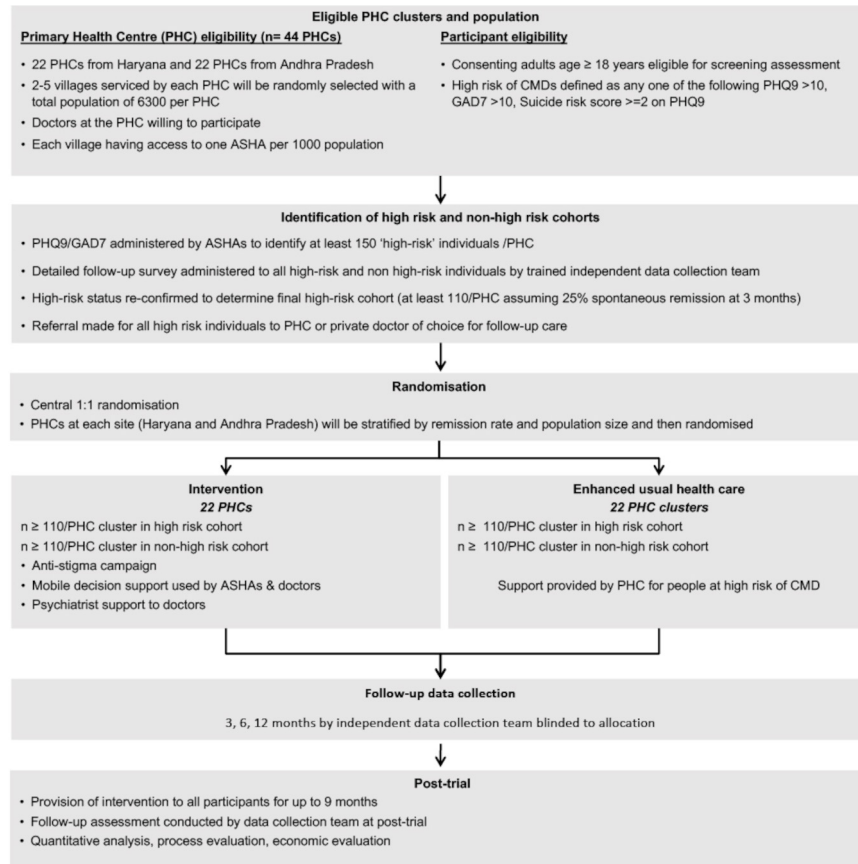 Eligible PHC clusters and population
Primary Health Centre (PHC) eligibility (n= 44 PHCs)
• 22 PHCs from Haryana and 22 PHCs from Andhra Pradesh
• 2-5 villages serviced by each PHC will be randomly selected with a
total population of 6300 per PHC
• Doctors at the PHC willing to participate
• Each village having access to one ASHA per 1000 population
Participant eligibility
• Consenting adults age ≥ 18 years eligible for screening assessment
• High risk of CMDs defined as any one of the following PHQ9 >10,
GAD7 >10, Suicide risk score >=2 on PHQ9
Identification of high risk and non-high risk cohorts
• PHQ9/GAD7 administered by ASHAs to identify at least 150 ‘high-risk’ individuals /PHC
• Detailed follow-up survey administered to all high-risk and non high-risk individuals by trained independent data collection team
• High-risk status re-confirmed to determine final high-risk cohort (at least 110/PHC assuming 25% spontaneous remission at 3 months)
• Referral made for all high risk individuals to PHC or private doctor of choice for follow-up care
Randomisation
• Central 1:1 randomisation
• PHCs at each site (Haryana and Andhra Pradesh) will be stratified by remission rate and population size and then randomised
Intervention
22 PHCs
n ≥ 110/PHC cluster in high risk cohort
n ≥ 110/PHC cluster in non-high risk cohort
• Anti-stigma campaign
• Mobile decision support used by ASHAs & doctors
• Psychiatrist support to doctors
Enhanced usual health care
22 PHC clusters
n ≥ 110/PHC cluster in high risk cohort
n ≥ 110/PHC cluster in non-high risk cohort
Support provided by PHC for people at high risk of CMD
Follow-up data collection
3, 6, 12 months by independent data collection team blinded to allocation
Post-trial
• Provision of intervention to all participants for up to 9 months
• Follow-up assessment conducted by data collection team at post-trial
• Quantitative analysis, process evaluation, economic evaluation